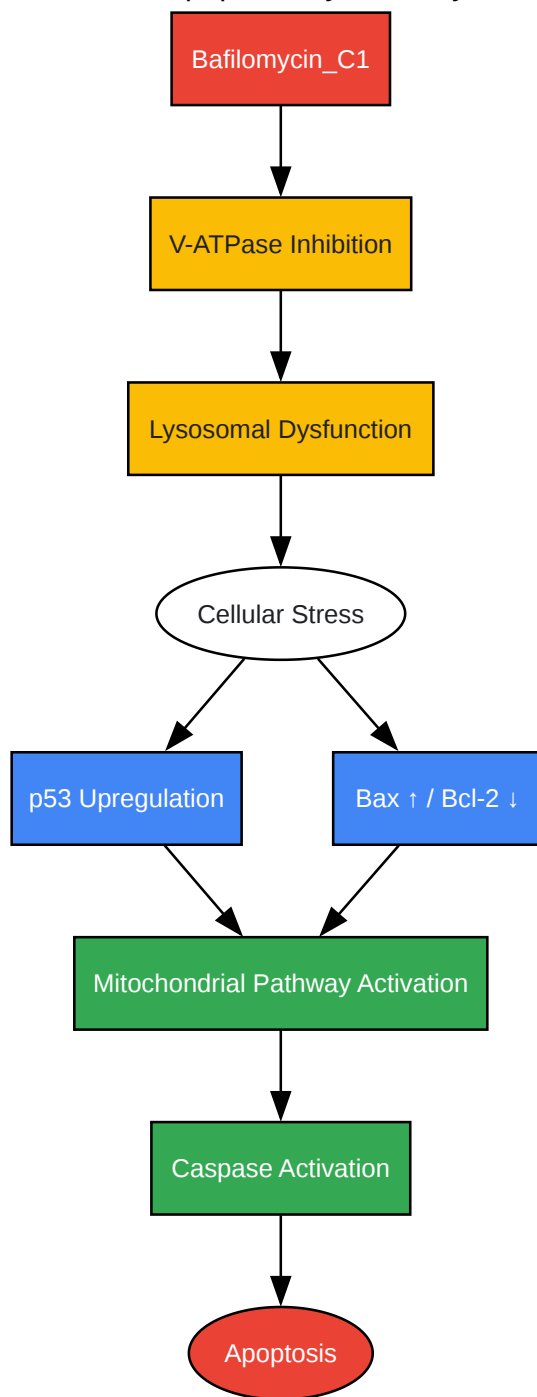 Bafilomycin_C1
V-ATPase Inhibition
Lysosomal Dysfunction
Cellular Stress
p53 Upregulation
Bax ↑ / Bcl-2 ↓
Mitochondrial Pathway Activation
Caspase Activation
Apoptosis